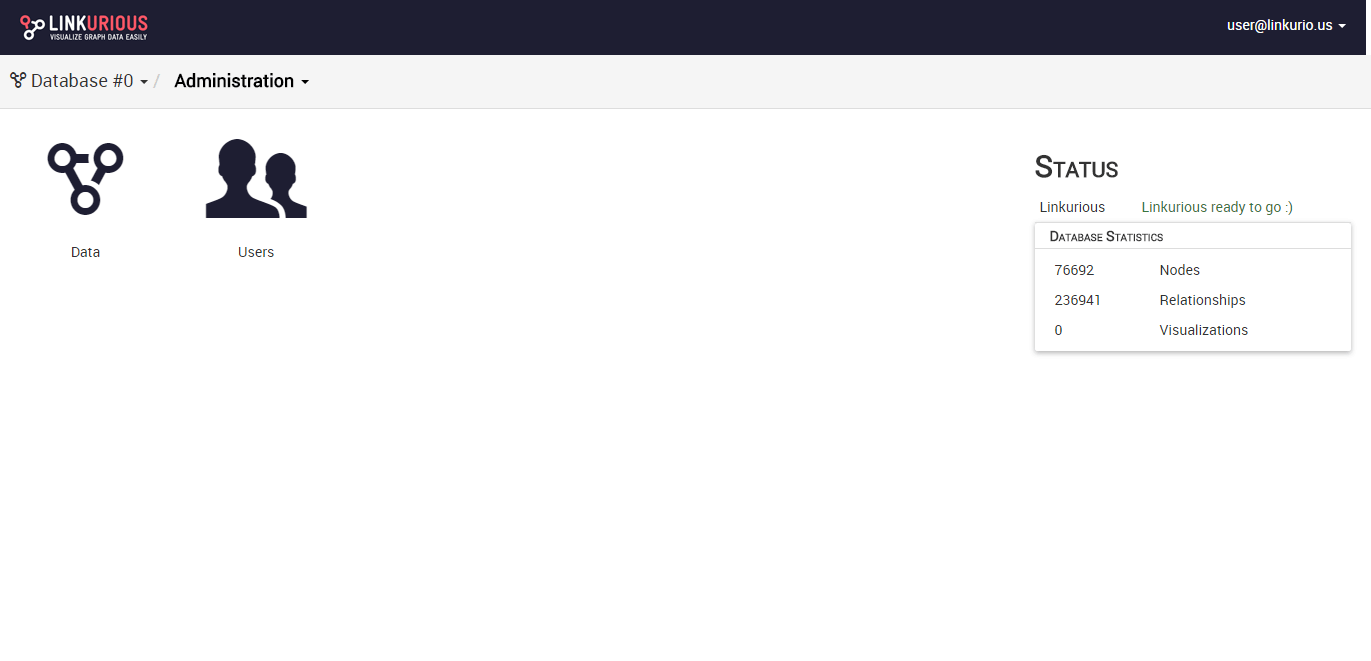 LINKURIOUS
VISUALIZE GRAPH DATA EASILY
user@linkurio.us
Database #0 / Administration
Data
Users
Status
Linkurious Linkurious ready to go :)
Database Statistics
76692 Nodes
236941 Relationships
0 Visualizations